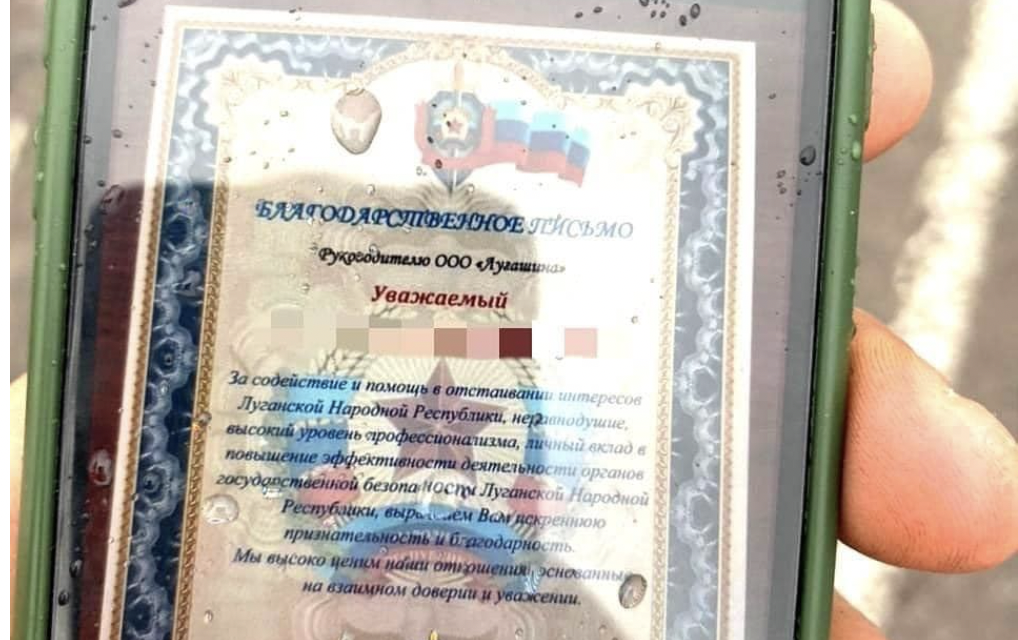 БЛАГОДАРСТВЕННОЕ ПИСЬМО
Руководителю ООО «Лугашина»
Уважаемый
За содействие и помощь в отстаивании интересов
Луганской Народной Республики, неравнодушие,
высокий уровень профессионализма, личный вклад в
повышение эффективности деятельности органов
государственной безопасности Луганской Народной
Республики, выражаем Вам искреннюю
признательность и благодарность.
Мы высоко ценим наши отношения, основанные
на взаимном доверии и уважении.